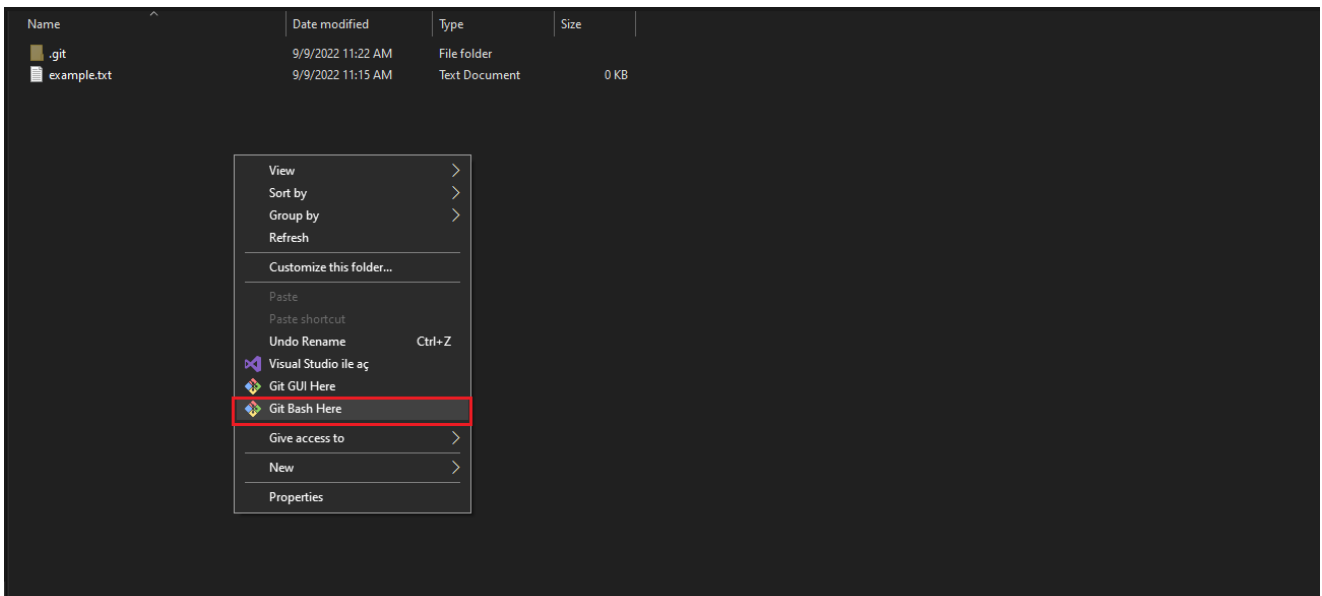 Name Date modified Type Size
.git 9/9/2022 11:22 AM File folder
example.txt 9/9/2022 11:15 AM Text Document 0 KB
View
Sort by
Group by
Refresh
Customize this folder...
Paste
Paste shortcut
Undo Rename Ctrl+Z
Visual Studio ile aç
Git GUI Here
Git Bash Here
Give access to
New
Properties